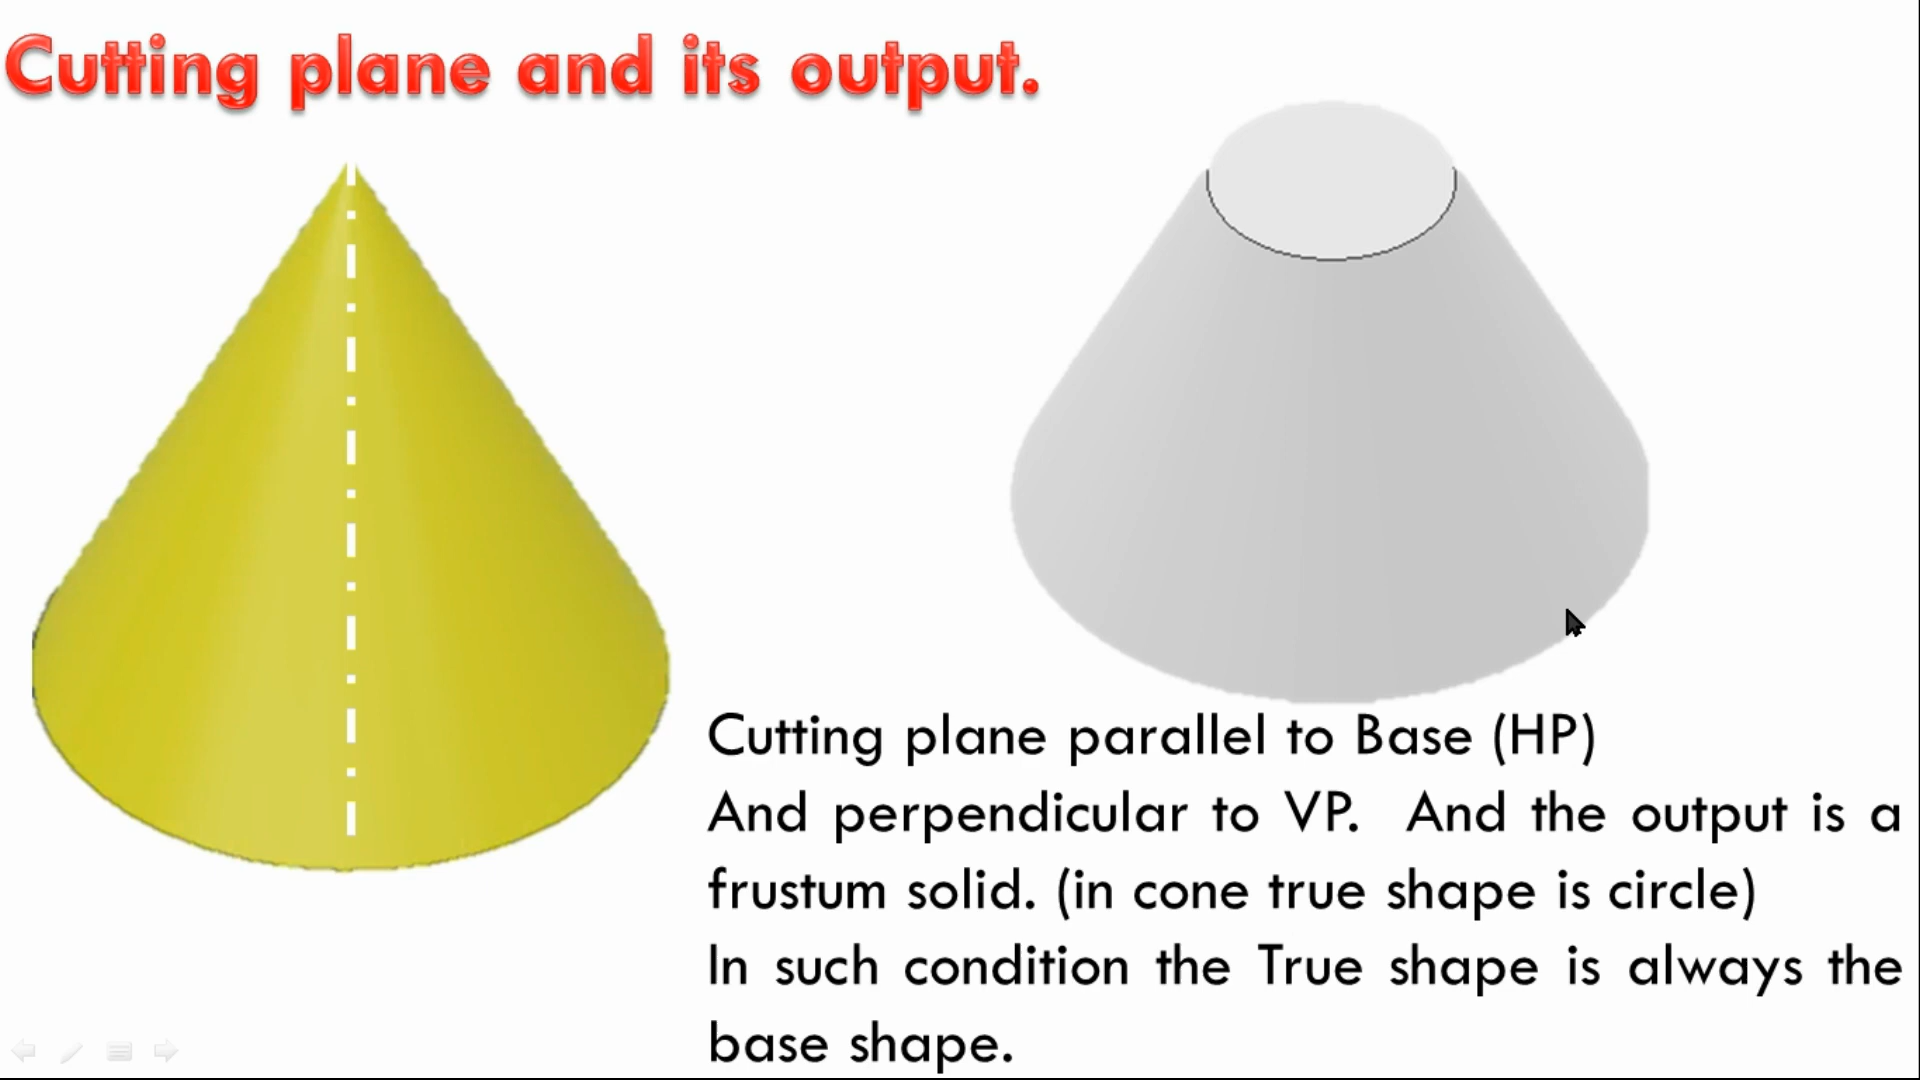 Cutting plane and its output.
Cutting plane parallel to Base (HP)
And perpendicular to VP. And the output is a
frustum solid. (in cone true shape is circle)
In such condition the True shape is always the
base shape.